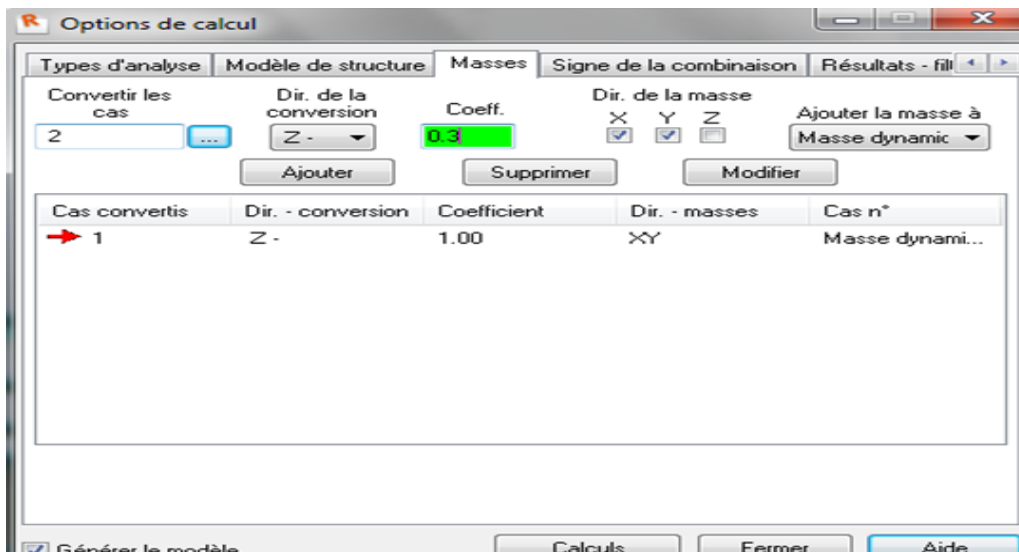 Options de calcul
Types d'analyse Modèle de structure Masses Signe de la combinaison Résultats - filt
Convertir les cas Dir. de la conversion Coeff. Dir. de la masse X Y Z Ajouter la masse à
2 ... Z - 0.3 Masse dynamic
Ajouter Supprimer Modifier
Cas convertis Dir. - conversion Coefficient Dir. - masses Cas n°
1 Z - 1.00 XY Masse dynami...
Générer le modèle Calculs Fermer Aide